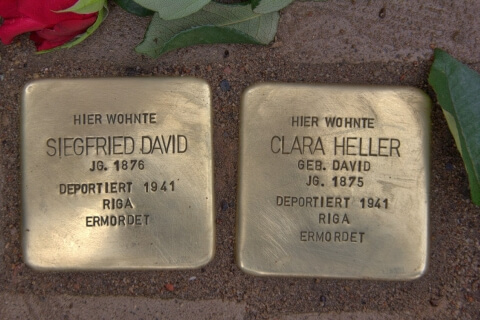 HIER WOHNTE
SIEGFRIED DAVID
JG. 1876
DEPORTIERT 1941
RIGA
ERMORDET
HIER WOHNTE
CLARA HELLER
GEB. DAVID
JG. 1875
DEPORTIERT 1941
RIGA
ERMORDET